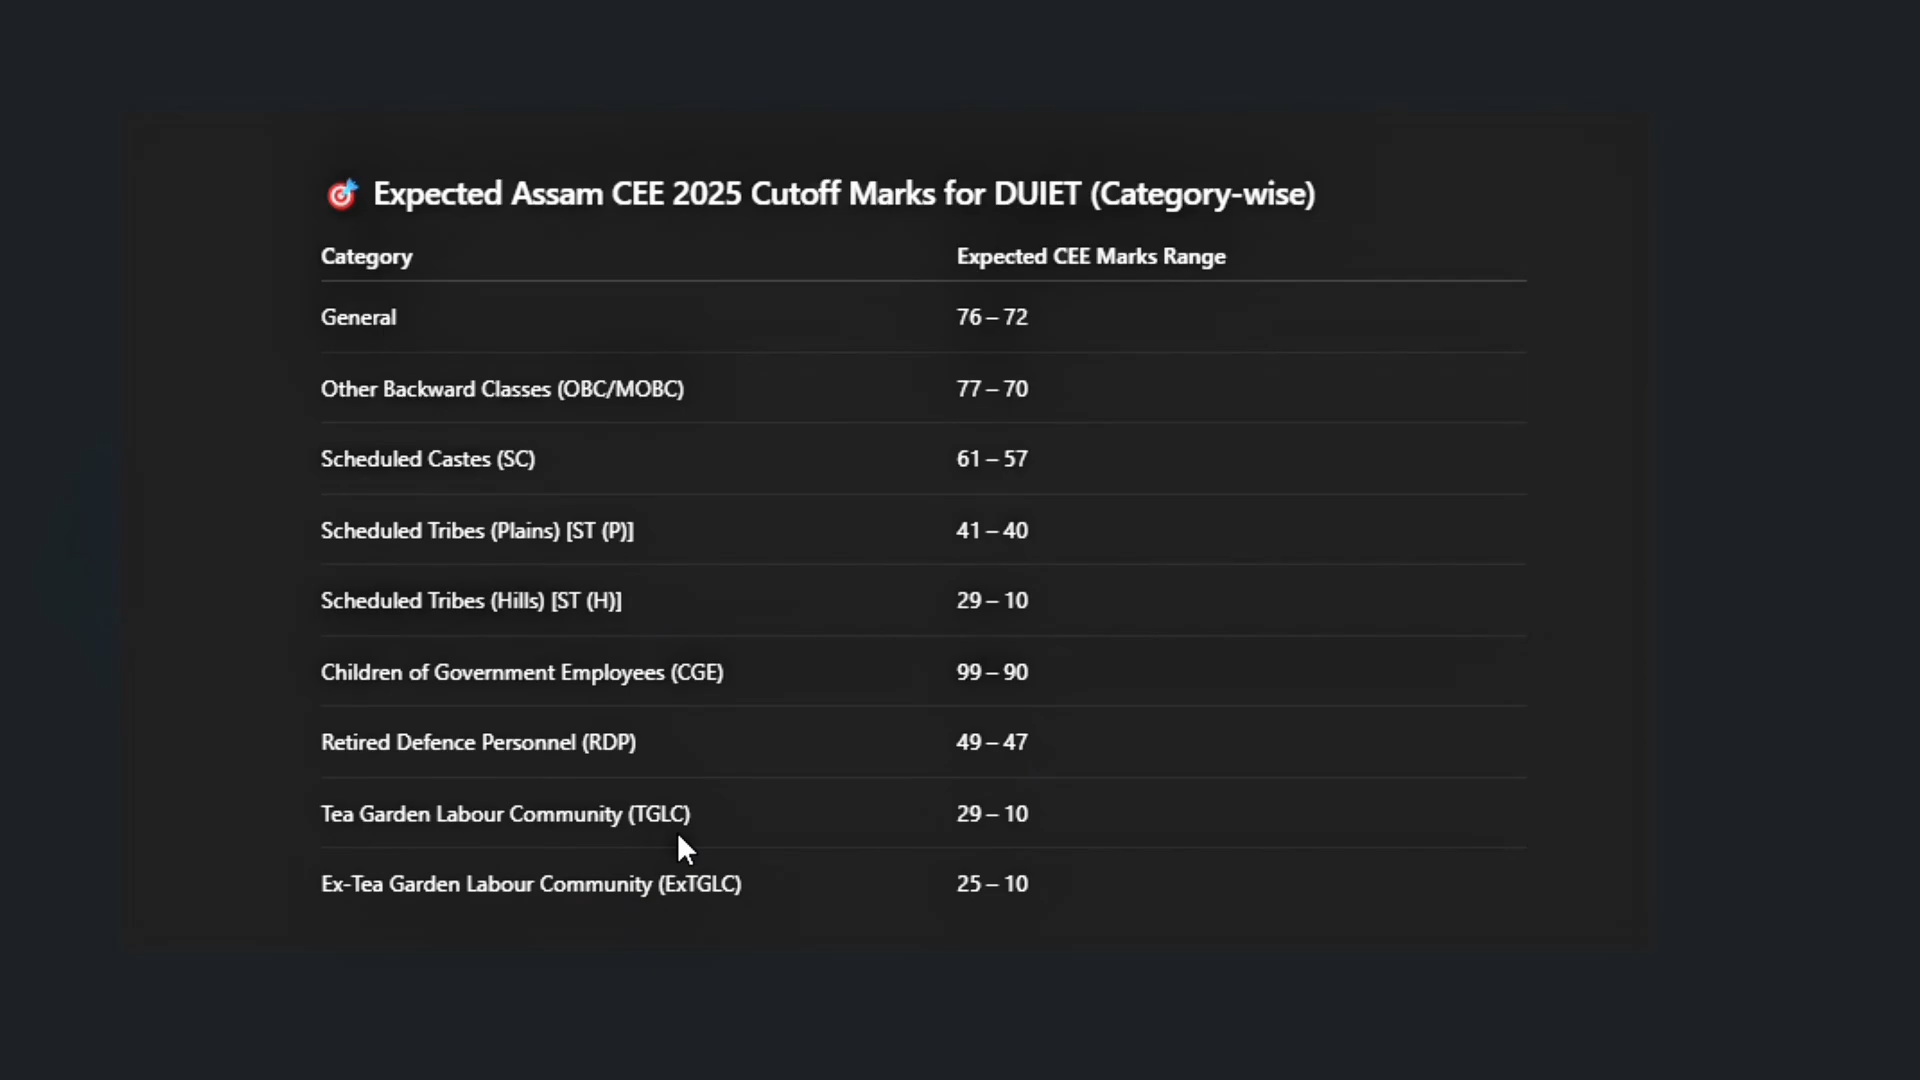 🎯 Expected Assam CEE 2025 Cutoff Marks for DUIET (Category-wise)
Category Expected CEE Marks Range
General 76 – 72
Other Backward Classes (OBC/MOBC) 77 – 70
Scheduled Castes (SC) 61 – 57
Scheduled Tribes (Plains) [ST (P)] 41 – 40
Scheduled Tribes (Hills) [ST (H)] 29 – 10
Children of Government Employees (CGE) 99 – 90
Retired Defence Personnel (RDP) 49 – 47
Tea Garden Labour Community (TGLC) 29 – 10
Ex-Tea Garden Labour Community (ExTGLC) 25 – 10